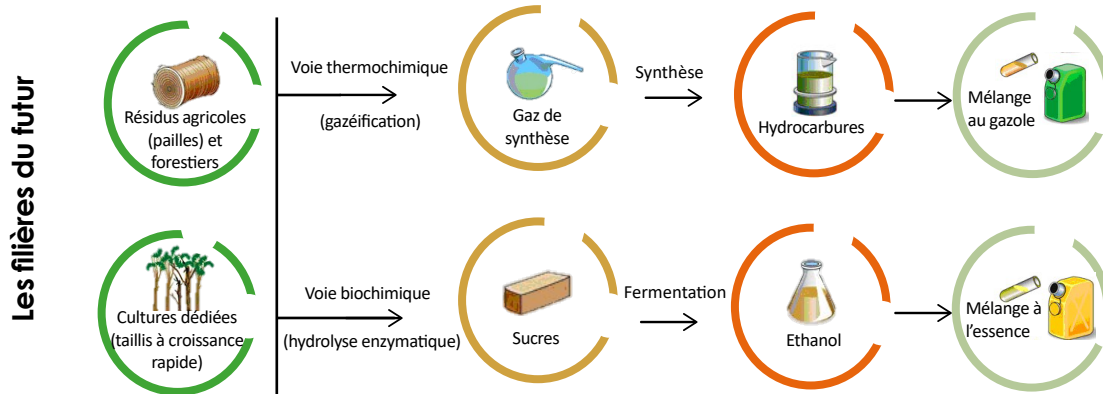 Les filières du futur
Résidus agricoles
(pailles) et
forestiers
Voie thermochimique
(gazéification)
Gaz de
synthèse
Synthèse
Hydrocarbures
Mélange
au gazole
Cultures dédiées
(taillis à croissance
rapide)
Voie biochimique
(hydrolyse enzymatique)
Sucres
Fermentation
Ethanol
Mélange à
l'essence